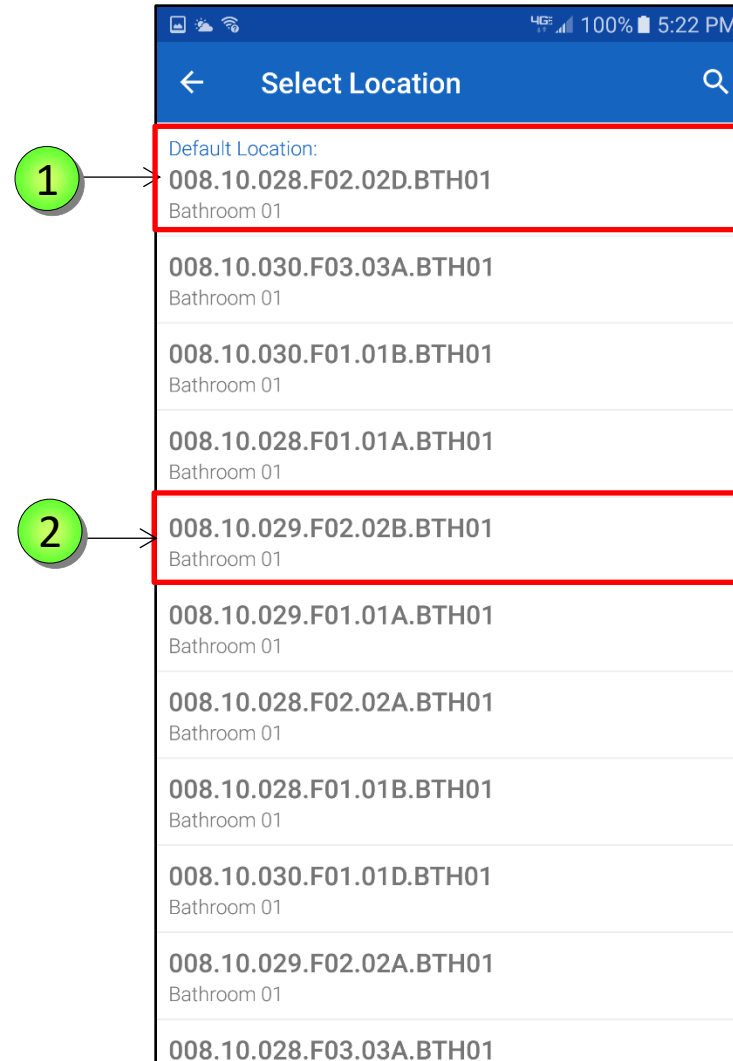 4G 100% 5:22 PM
Select Location
Default Location:
1
008.10.028.F02.02D.BTH01
Bathroom 01
008.10.030.F03.03A.BTH01
Bathroom 01
008.10.030.F01.01B.BTH01
Bathroom 01
008.10.028.F01.01A.BTH01
Bathroom 01
2
008.10.029.F02.02B.BTH01
Bathroom 01
008.10.029.F01.01A.BTH01
Bathroom 01
008.10.028.F02.02A.BTH01
Bathroom 01
008.10.028.F01.01B.BTH01
Bathroom 01
008.10.030.F01.01D.BTH01
Bathroom 01
008.10.029.F02.02A.BTH01
Bathroom 01
008.10.028.F03.03A.BTH01